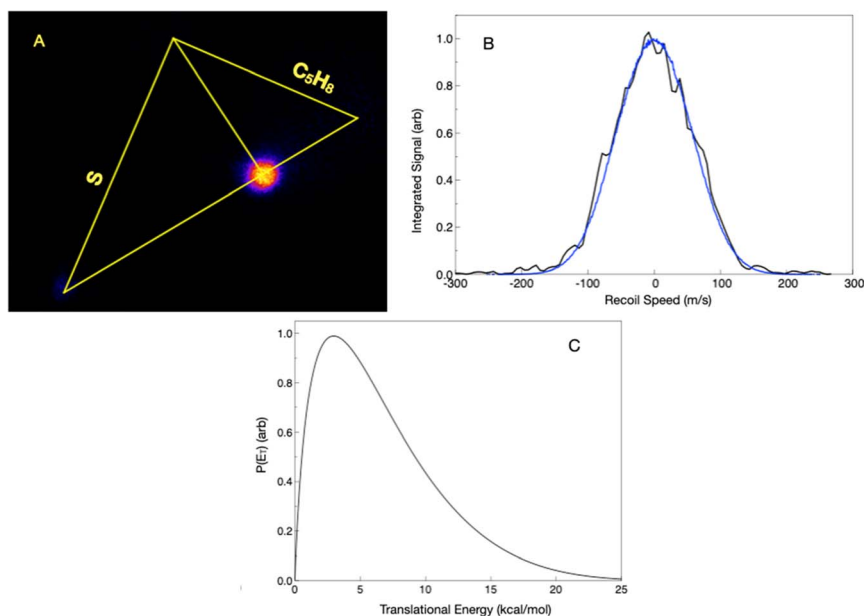 A
C₅H₈
S
B
Integrated Signal (arb)
1.0
0.8
0.6
0.4
0.2
0.0
-300 -200 -100 0 100 200 300
Recoil Speed (m/s)
C
P(E_T) (arb)
1.0
0.8
0.6
0.4
0.2
0.0
0 5 10 15 20 25
Translational Energy (kcal/mol)